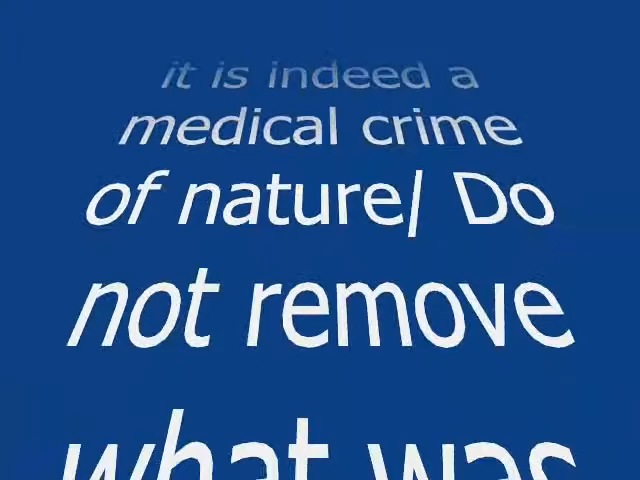 it is indeed a
medical crime
of nature/ Do
not remove
what was